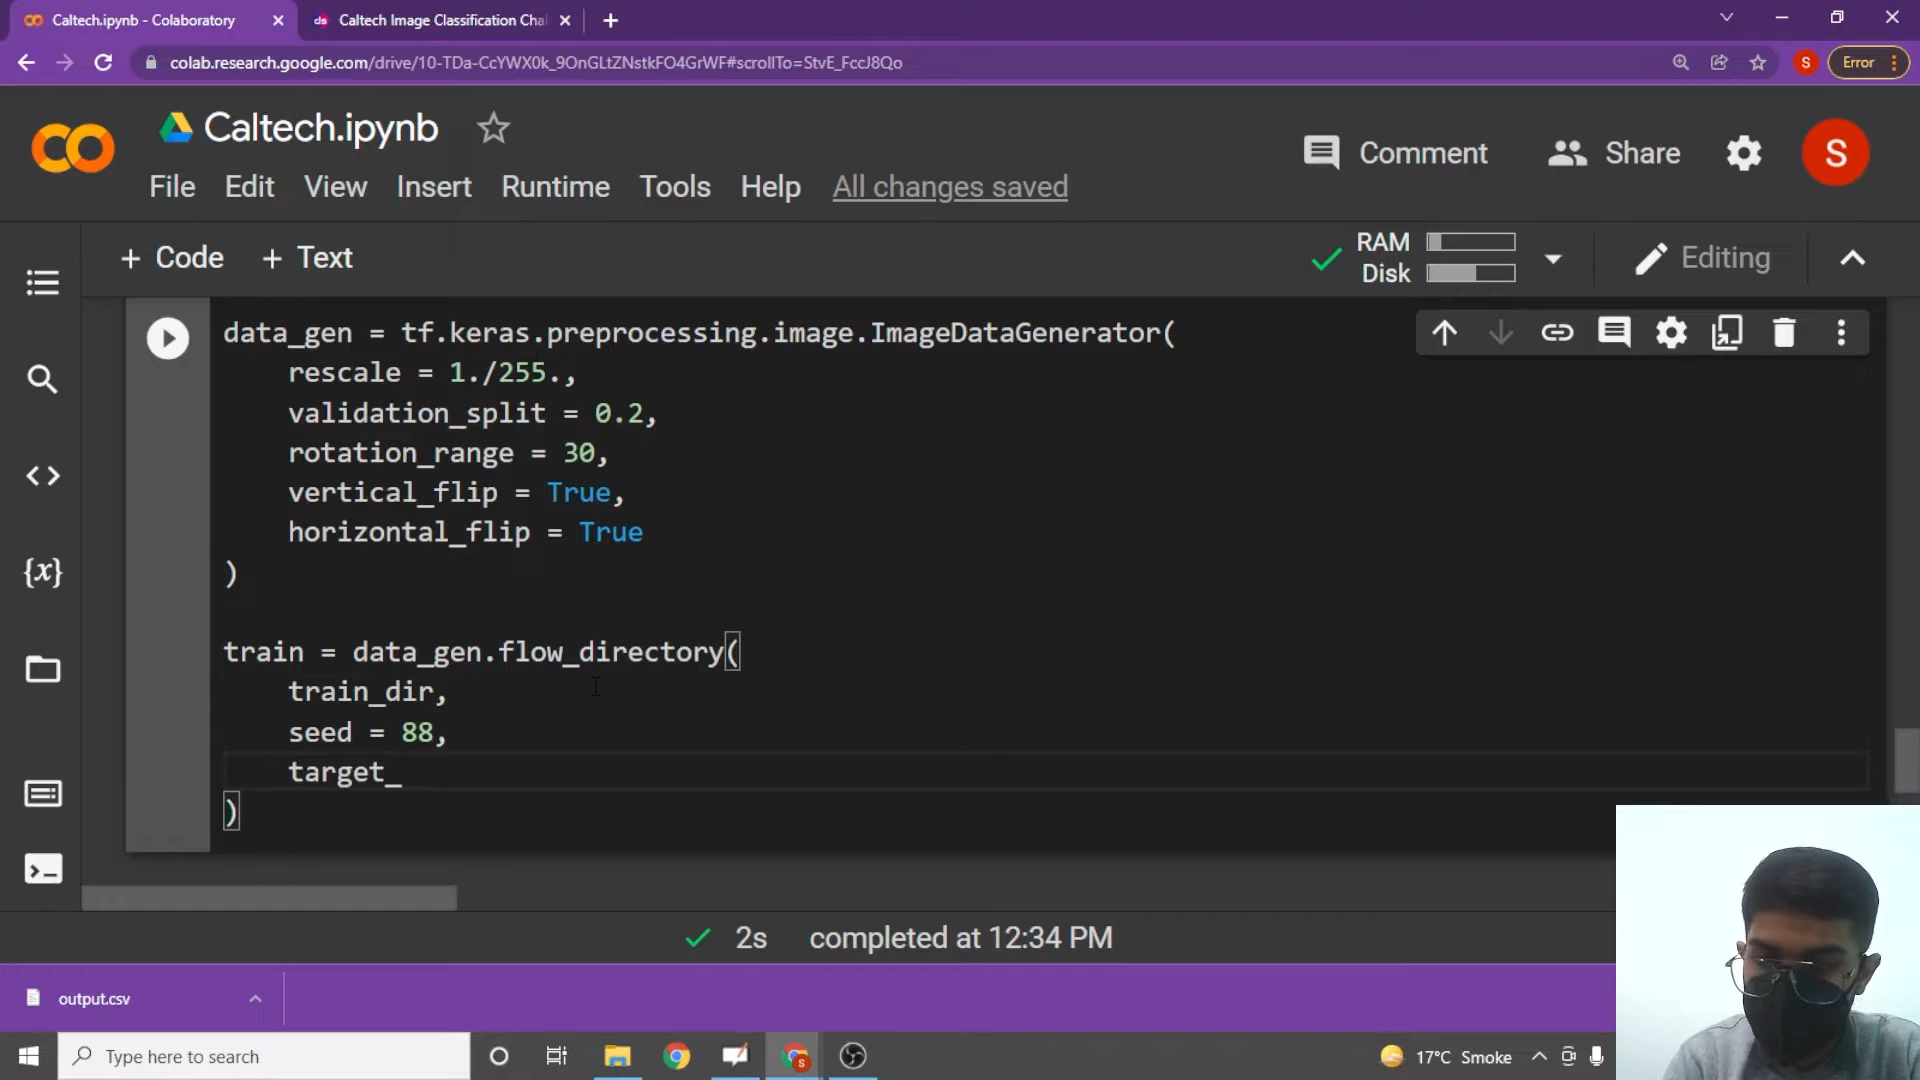 Caltech.ipynb - Colaboratory
Caltech Image Classification Cha
colab.research.google.com/drive/10-TDa-CcYWX0k_9OnGLtZNstkFO4GrWF#scrollTo=StvE_FccJ8Qo
S
Error
Caltech.ipynb
Comment
Share
S
File Edit View Insert Runtime Tools Help All changes saved
+ Code + Text
RAM
Disk
Editing
data_gen = tf.keras.preprocessing.image.ImageDataGenerator(
rescale = 1./255.,
validation_split = 0.2,
rotation_range = 30,
vertical_flip = True,
horizontal_flip = True
)
train = data_gen.flow_directory(
train_dir,
seed = 88,
target_
)
2s completed at 12:34 PM
output.csv
Type here to search
17°C Smoke